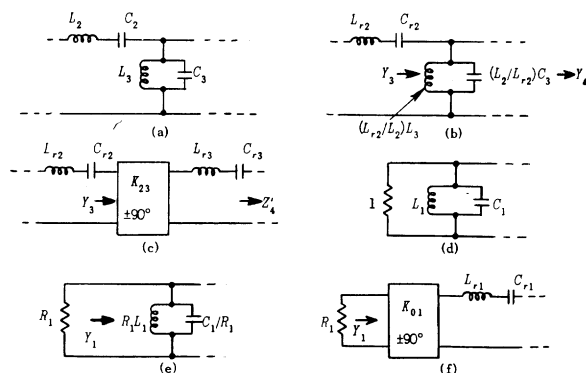 L2 C2
L3 C3
(a)
Lr2 Cr2
Y3 (L2/Lr2)C3 Y4
(Lr2/L2)L3
(b)
Lr2 Cr2 Lr3 Cr3
K23
Y3 ±90° Z'4
(c)
1 L1 C1
(d)
R1 Y1 R1L1 C1/R1
(e)
Lr1 Cr1
K01
R1 Y1 ±90°
(f)